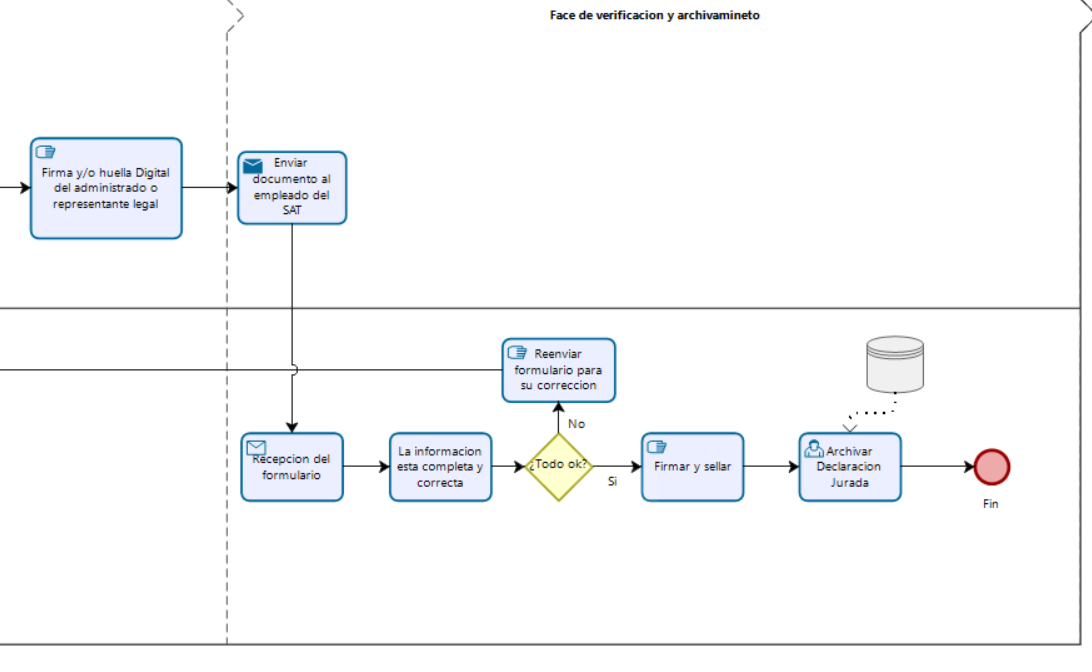 Face de verificacion y archivamineto
Firma y/o huella Digital
del administrado o
representante legal
Enviar
documento al
empleado del
SAT
Reenviar
formulario para
su correccion
No
Recepcion del
formulario
La informacion
esta completa y
correcta
¿Todo ok?
Si
Firmar y sellar
Archivar
Declaracion
Jurada
Fin